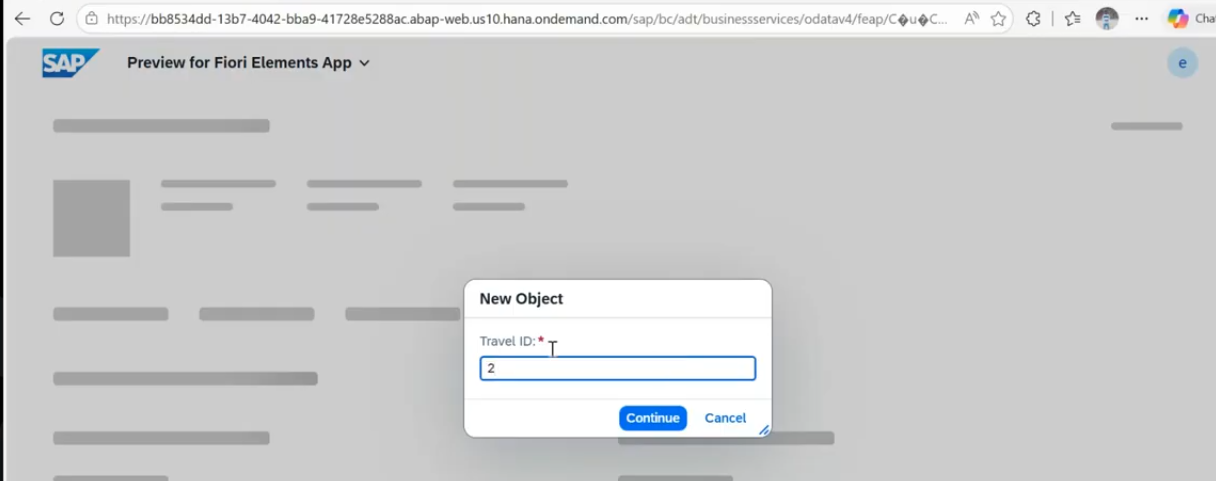 https://bb8534dd-13b7-4042-bba9-41728e5288ac.abap-web.us10.hana.ondemand.com/sap/bc/adt/businessservices/odatav4/feap/C�u�C...
Cha
SAP
Preview for Fiori Elements App
e
New Object
Travel ID:*
2
Continue
Cancel